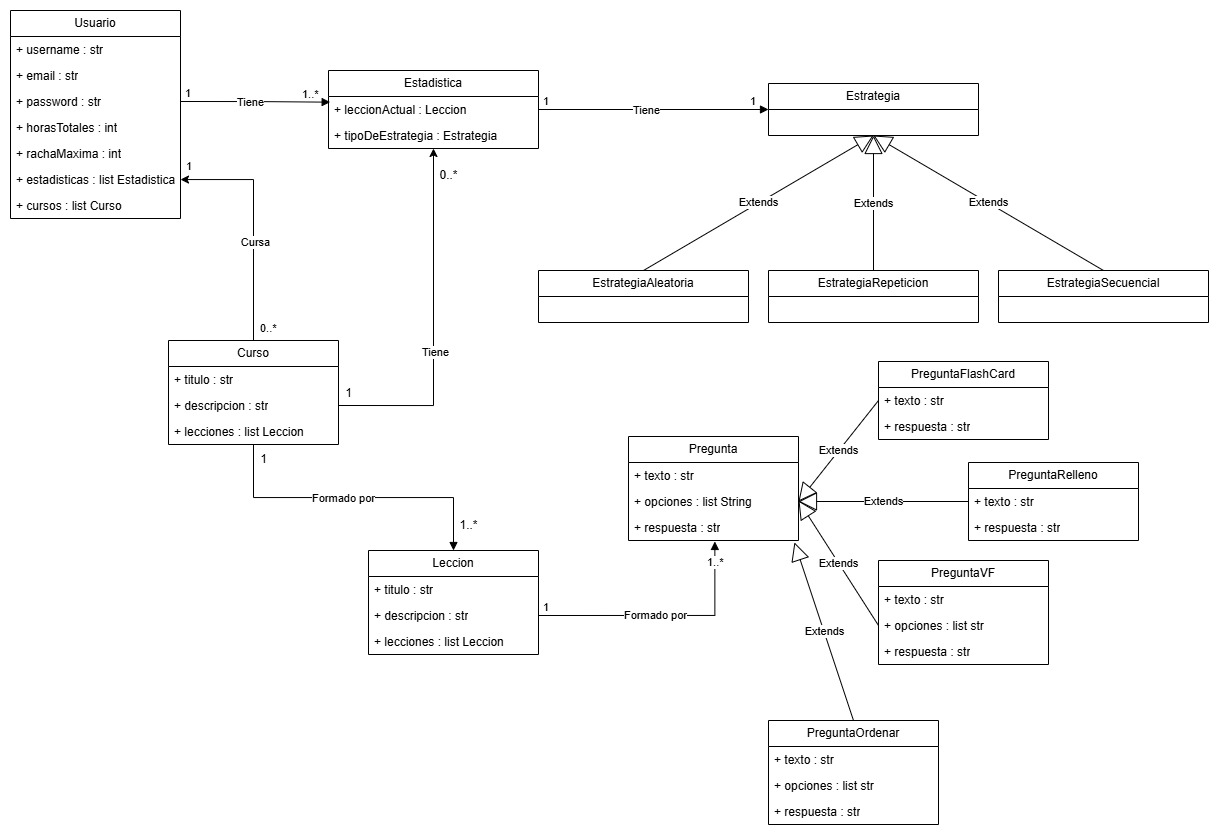 Usuario
+ username : str
+ email : str
+ password : str
+ horasTotales : int
+ rachaMaxima : int
+ estadisticas : list Estadistica
+ cursos : list Curso
1
Tiene
1..*
Estadistica
+ leccionActual : Leccion
+ tipoDeEstrategia : Estrategia
1
Tiene
1
Estrategia
Extends
Extends
Extends
EstrategiaAleatoria
EstrategiaRepeticion
EstrategiaSecuencial
1
Cursa
0..*
0..*
Tiene
1
Curso
+ titulo : str
+ descripcion : str
+ lecciones : list Leccion
1
Formado por
1..*
Leccion
+ titulo : str
+ descripcion : str
+ lecciones : list Leccion
1
Formado por
1..*
Pregunta
+ texto : str
+ opciones : list String
+ respuesta : str
Extends
PreguntaFlashCard
+ texto : str
+ respuesta : str
Extends
PreguntaRelleno
+ texto : str
+ respuesta : str
Extends
PreguntaVF
+ texto : str
+ opciones : list str
+ respuesta : str
Extends
PreguntaOrdenar
+ texto : str
+ opciones : list str
+ respuesta : str